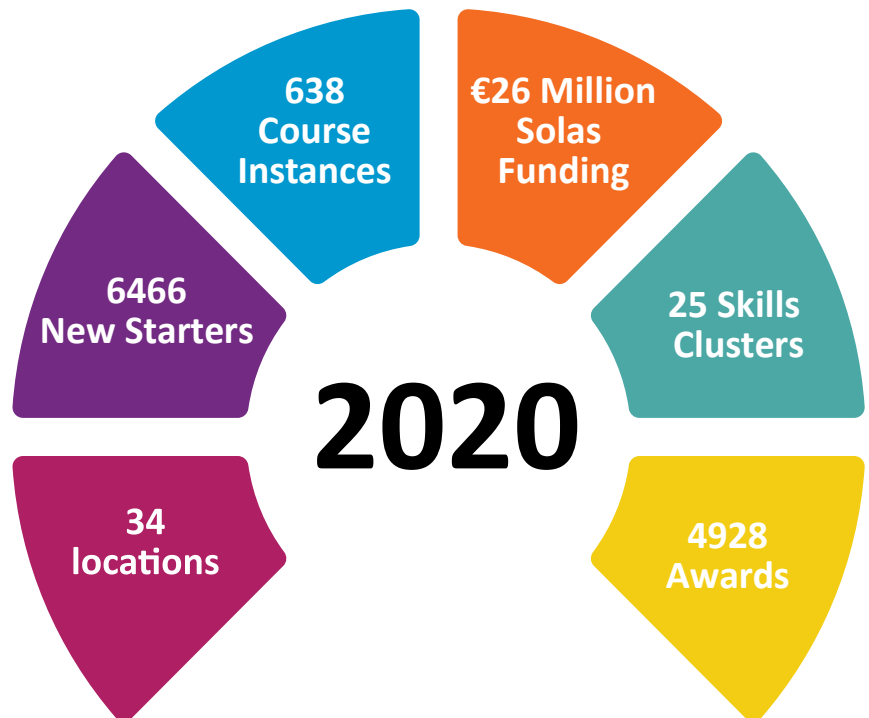 638
Course
Instances
€26 Million
Solas
Funding
6466
New Starters
25 Skills
Clusters
2020
34
locations
4928
Awards